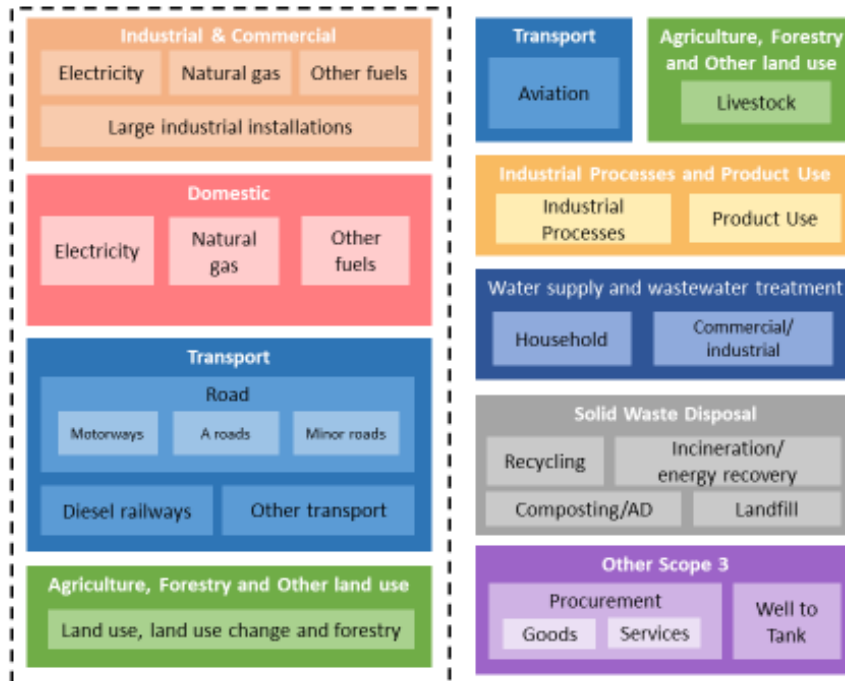 Industrial & Commercial
Electricity
Natural gas
Other fuels
Large industrial installations
Domestic
Electricity
Natural
gas
Other
fuels
Transport
Road
Motorways
A roads
Minor roads
Diesel railways
Other transport
Agriculture, Forestry and Other land use
Land use, land use change and forestry
Transport
Aviation
Agriculture, Forestry
and Other land use
Livestock
Industrial Processes and Product Use
Industrial
Processes
Product Use
Water supply and wastewater treatment
Household
Commercial/
industrial
Solid Waste Disposal
Recycling
Incineration/
energy recovery
Composting/AD
Landfill
Other Scope 3
Procurement
Goods
Services
Well to
Tank